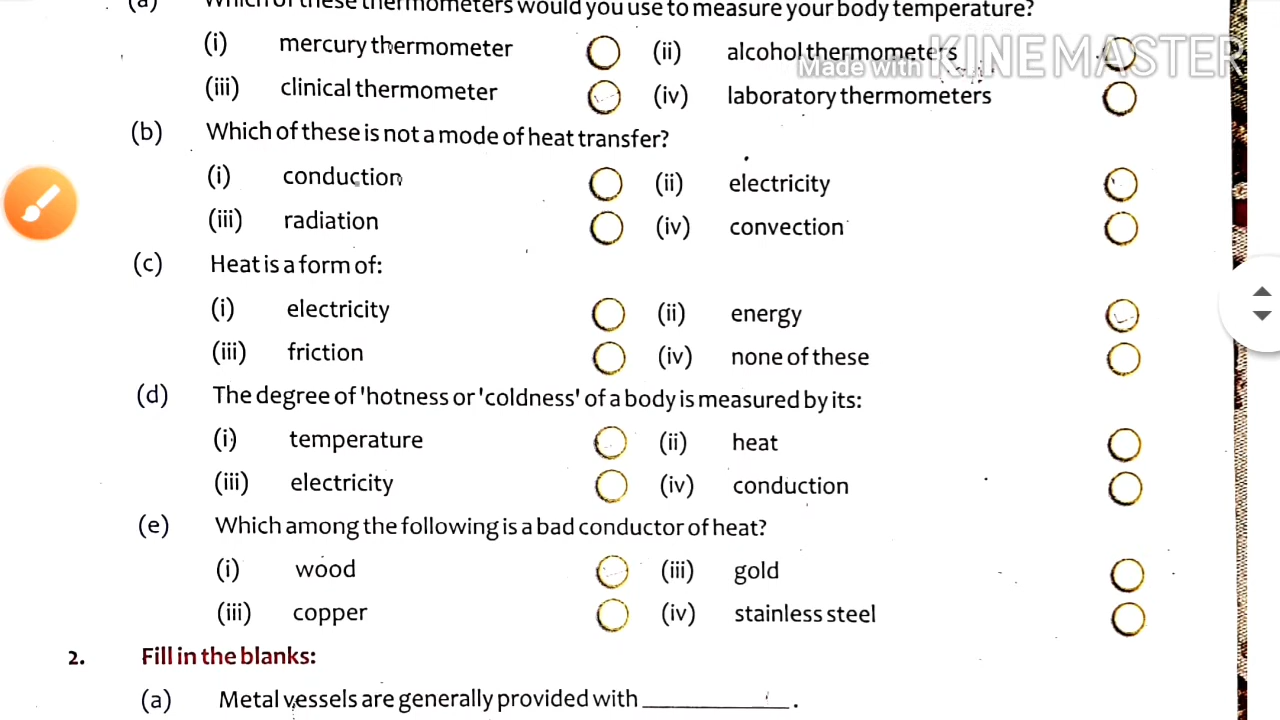 (a) Which of these thermometers would you use to measure your body temperature?
(i) mercury thermometer (ii) alcohol thermometers
Made with KINEMASTER
(iii) clinical thermometer (iv) laboratory thermometers
(b) Which of these is not a mode of heat transfer?
(i) conduction (ii) electricity
(iii) radiation (iv) convection
(c) Heat is a form of:
(i) electricity (ii) energy
(iii) friction (iv) none of these
(d) The degree of 'hotness or 'coldness' of a body is measured by its:
(i) temperature (ii) heat
(iii) electricity (iv) conduction
(e) Which among the following is a bad conductor of heat?
(i) wood (iii) gold
(iii) copper (iv) stainless steel
2. Fill in the blanks:
(a) Metal vessels are generally provided with ____________ .